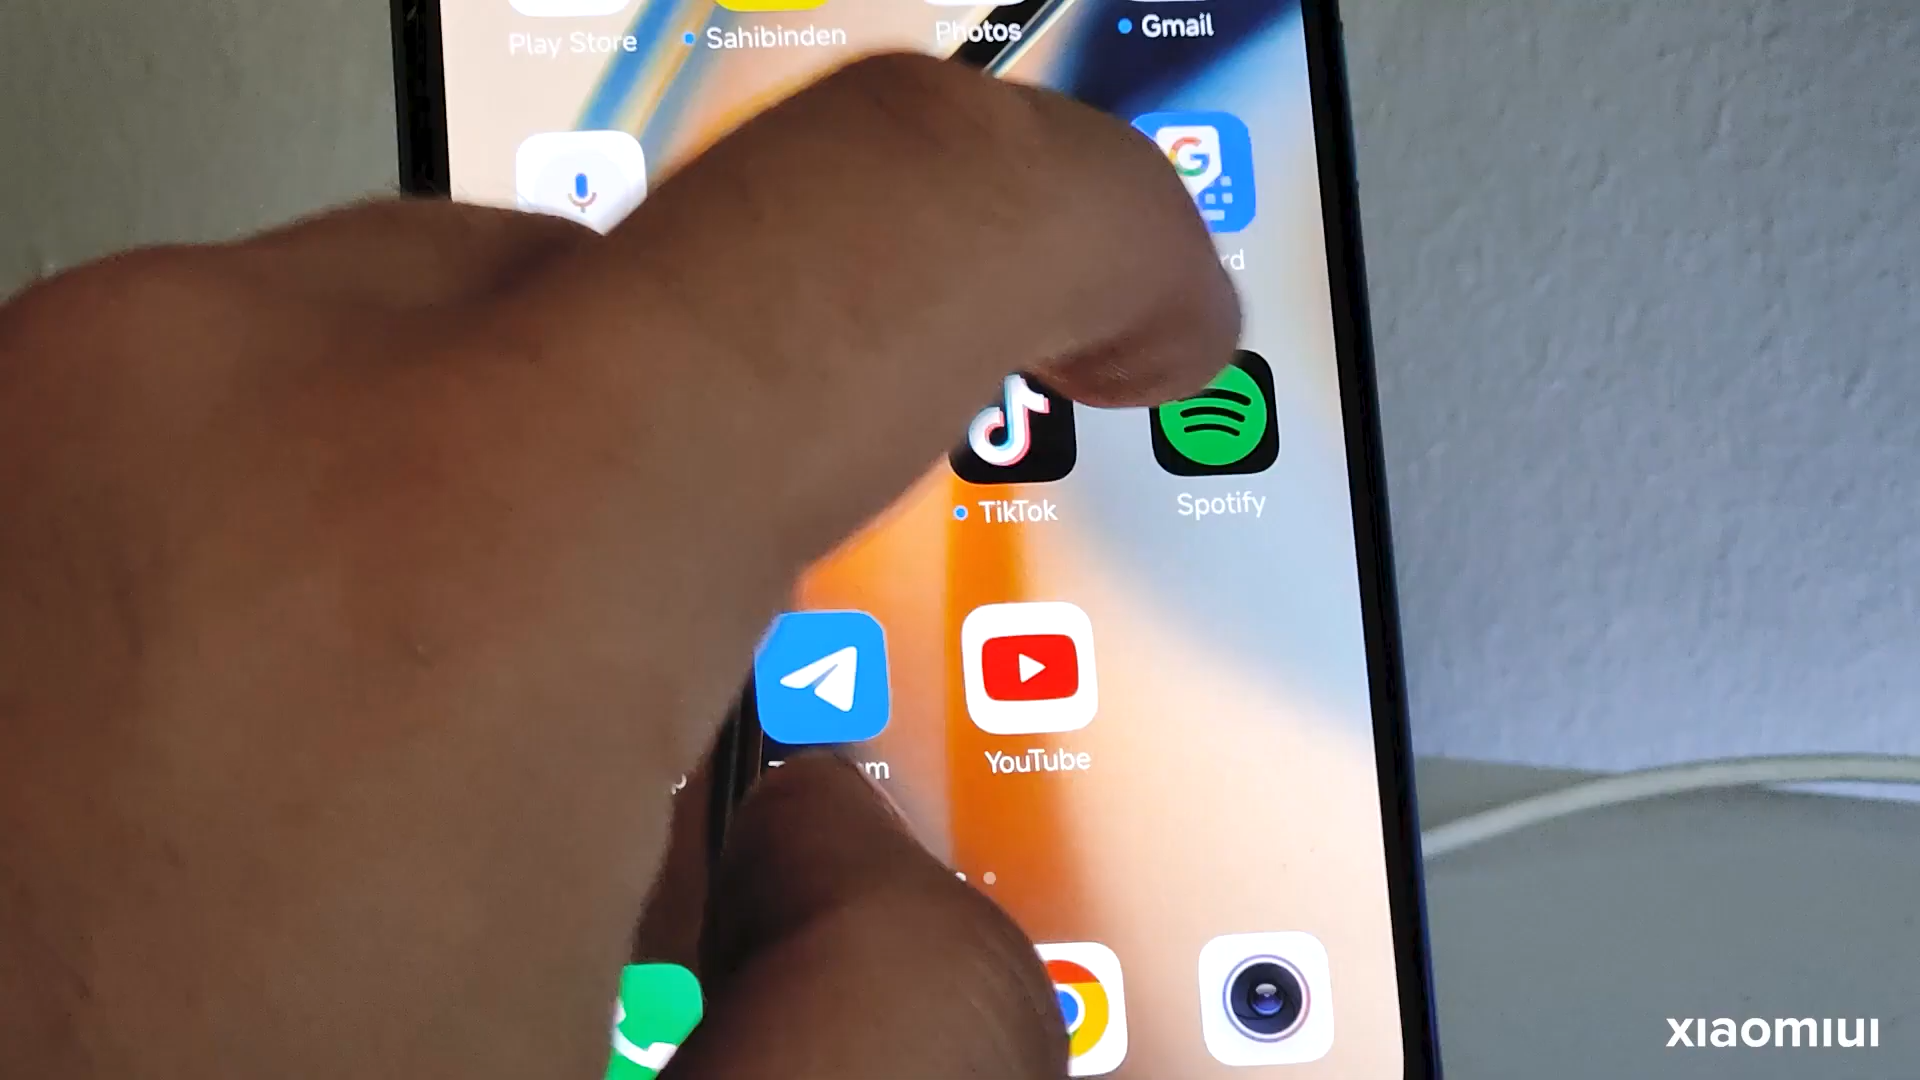 Play Store
Sahibinden
Photos
Gmail
TikTok
Spotify
YouTube
xiaomiui